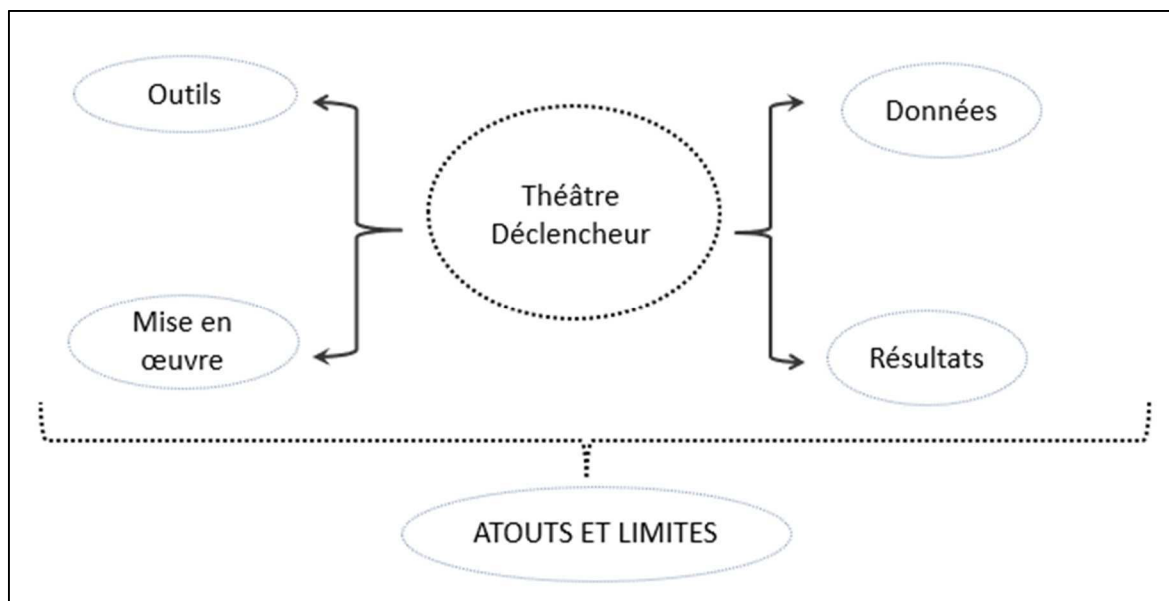 Outils
Données
Théâtre
Déclencheur
Mise en
œuvre
Résultats
ATOUTS ET LIMITES